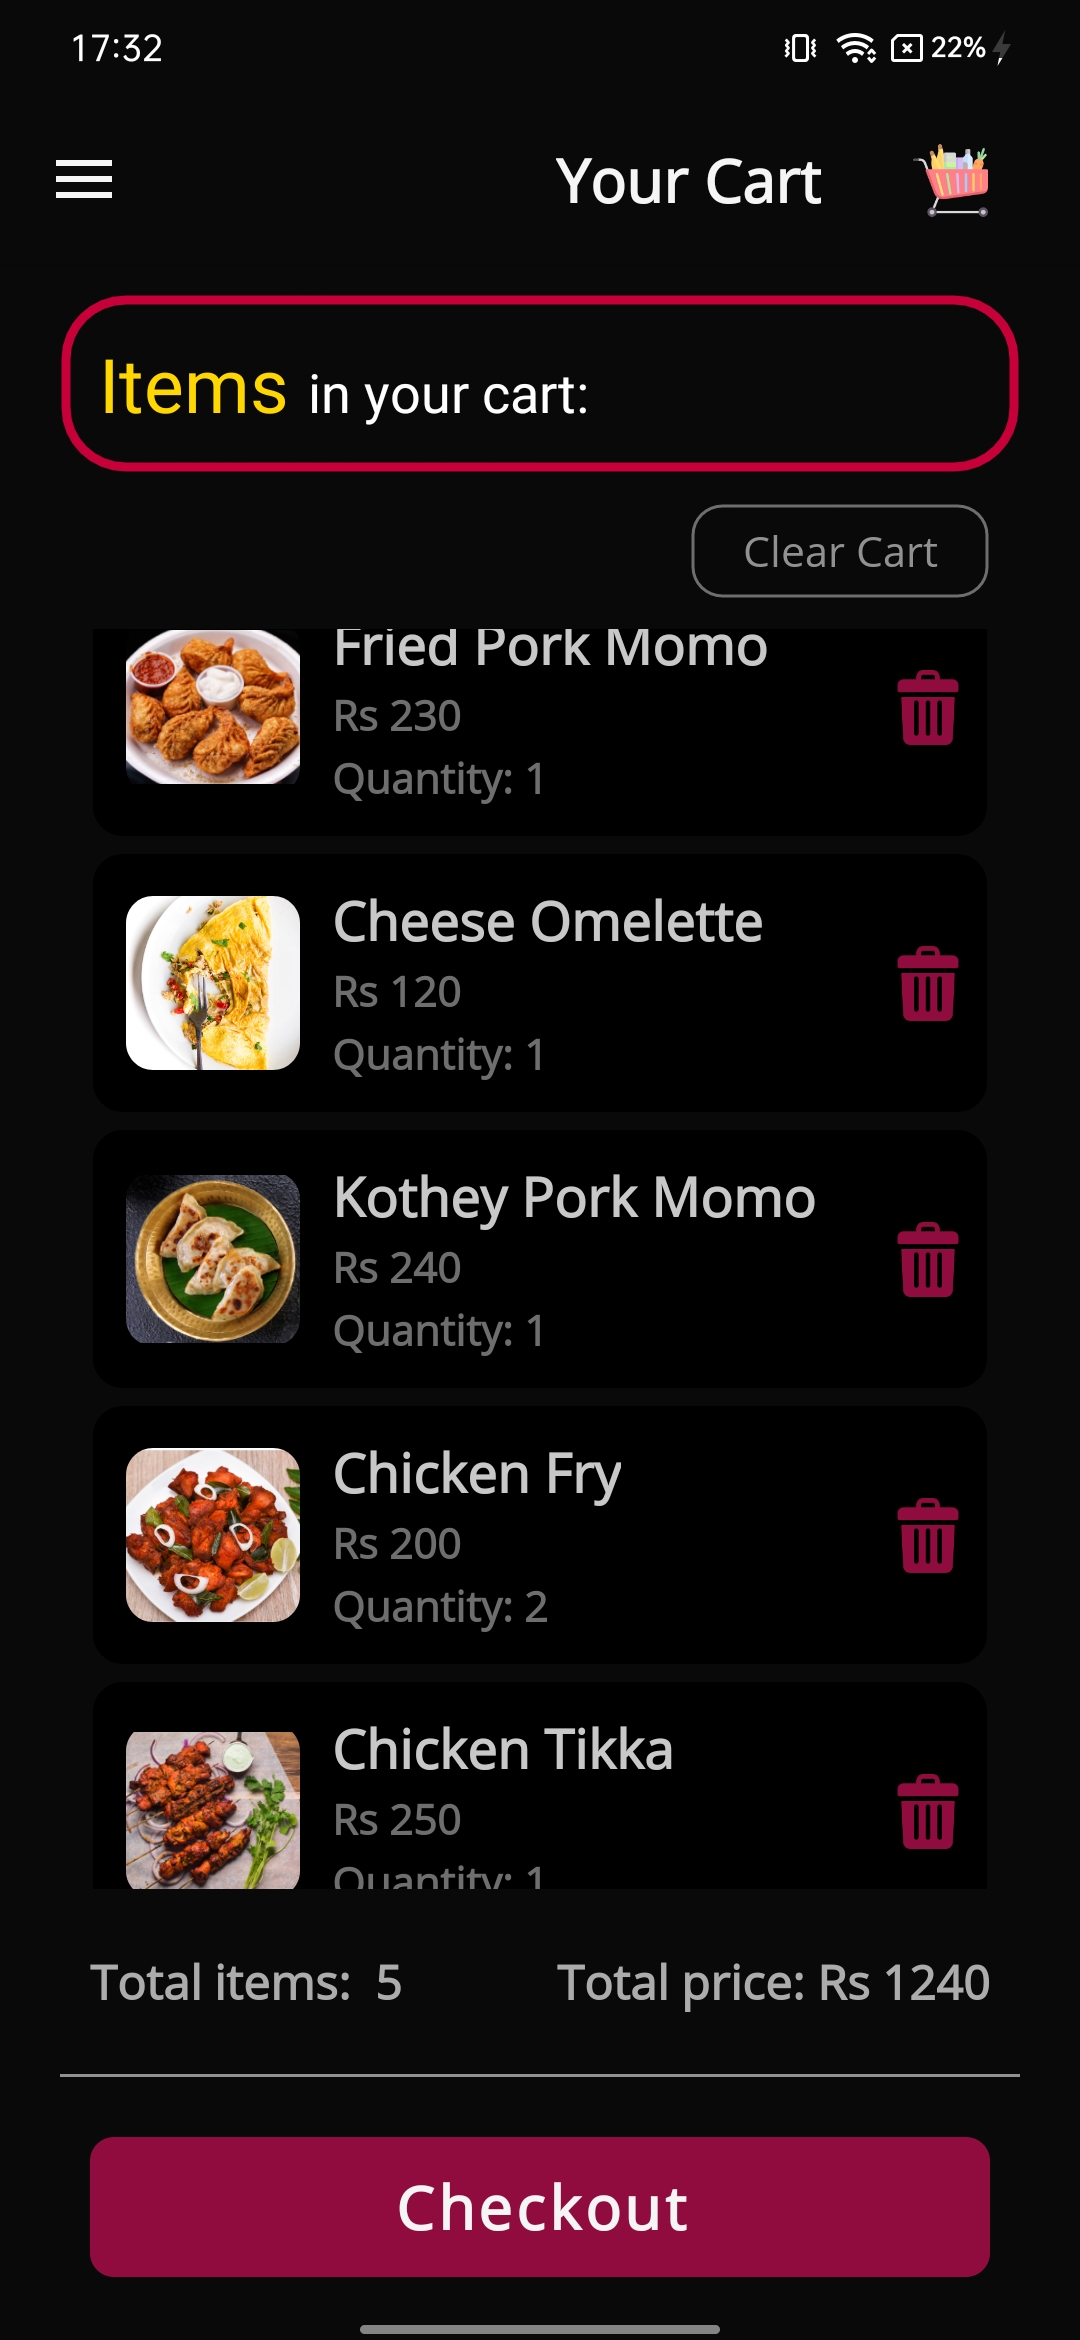 17:32
22%
Your Cart
Items in your cart:
Clear Cart
Fried Pork Momo
Rs 230
Quantity: 1
Cheese Omelette
Rs 120
Quantity: 1
Kothey Pork Momo
Rs 240
Quantity: 1
Chicken Fry
Rs 200
Quantity: 2
Chicken Tikka
Rs 250
Quantity: 1
Total items: 5
Total price: Rs 1240
Checkout